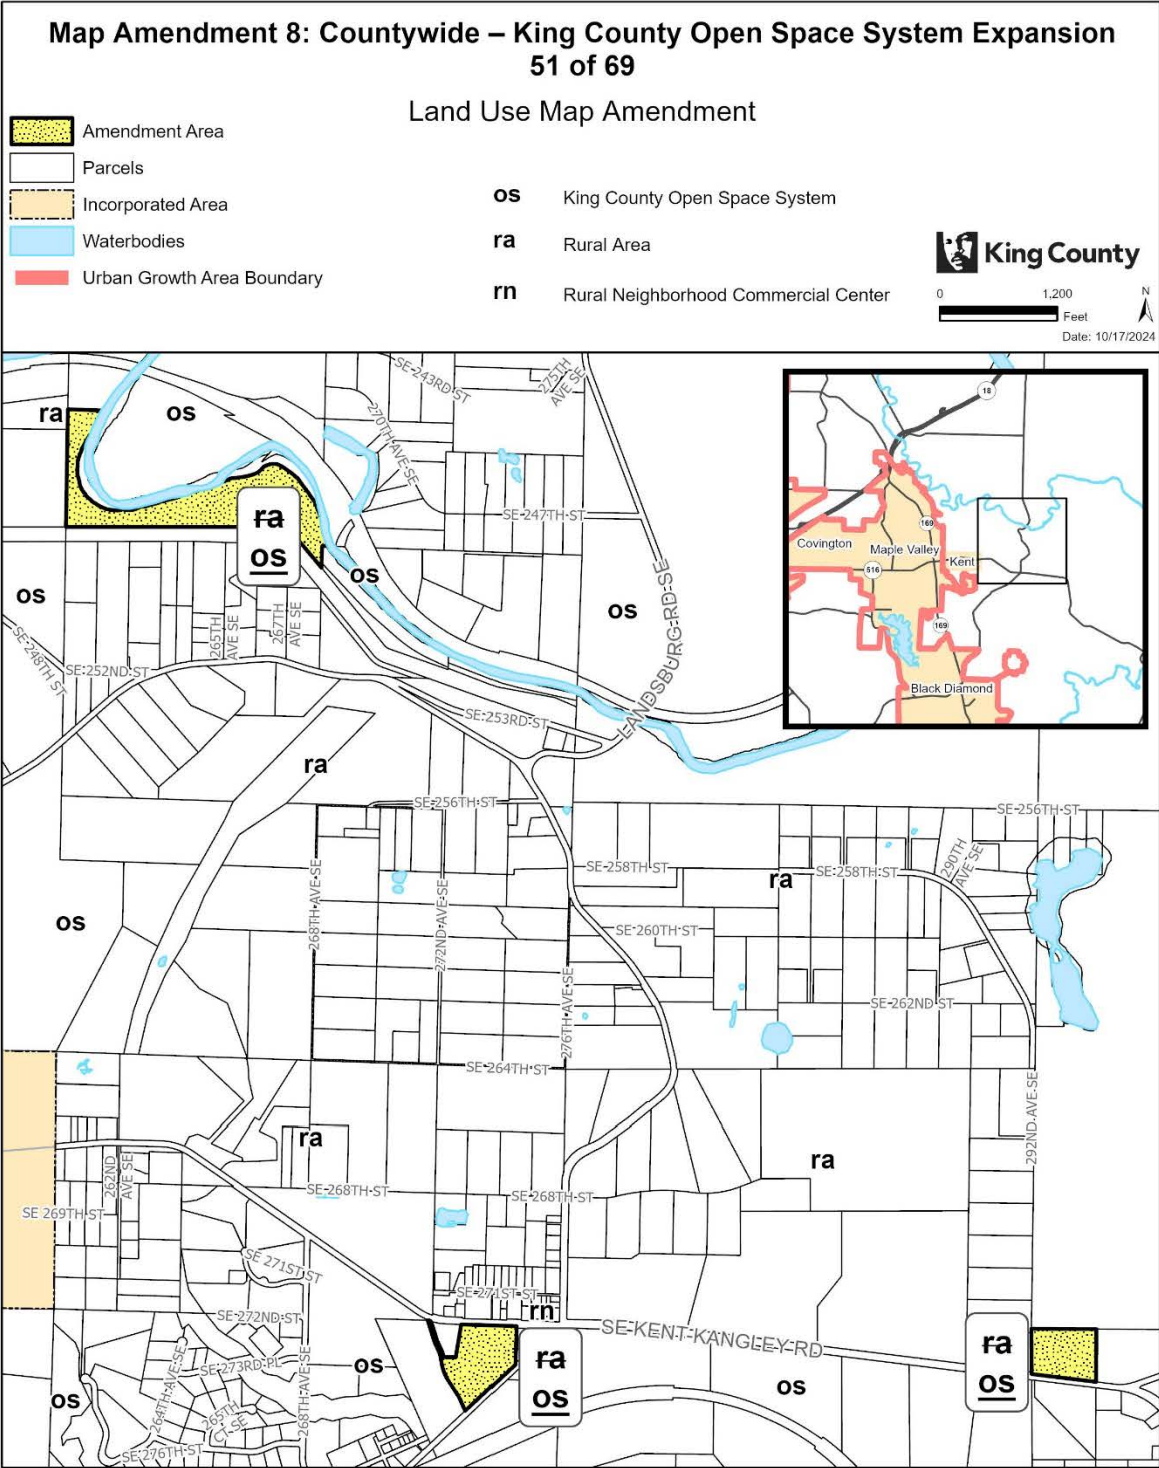 Map Amendment 8: Countywide – King County Open Space System Expansion
51 of 69
Land Use Map Amendment
Amendment Area
Parcels
Incorporated Area
Waterbodies
Urban Growth Area Boundary
os King County Open Space System
ra Rural Area
rn Rural Neighborhood Commercial Center
King County
0 1,200
Feet
N
Date: 10/17/2024
SE 243RD ST
275TH
AVE SE
270TH AVE SE
ra
os
18
169
Covington
Maple Valley
Kent
516
169
Black Diamond
ra
os
SE 247TH ST
os
os
os
LANDSBURG RD SE
265TH
AVE SE
267TH
AVE SE
SE 248TH ST
SE 252ND ST
SE 253RD ST
ra
SE 256TH ST
SE 256TH ST
SE 258TH ST
ra
SE 258TH ST
290TH
AVE SE
268TH AVE SE
272ND AVE SE
os
SE 260TH ST
276TH AVE SE
SE 262ND ST
SE 264TH ST
292ND AVE SE
ra
ra
262ND
AVE SE
SE 268TH ST
SE 268TH ST
SE 269TH ST
SE 271ST ST
SE 271ST ST
rn
SE 272ND ST
SE KENT KANGLEY RD
ra
os
ra
os
SE 273RD PL
os
os
os
264TH AVE SE
265TH
CT SE
268TH AVE SE
SE 276TH ST